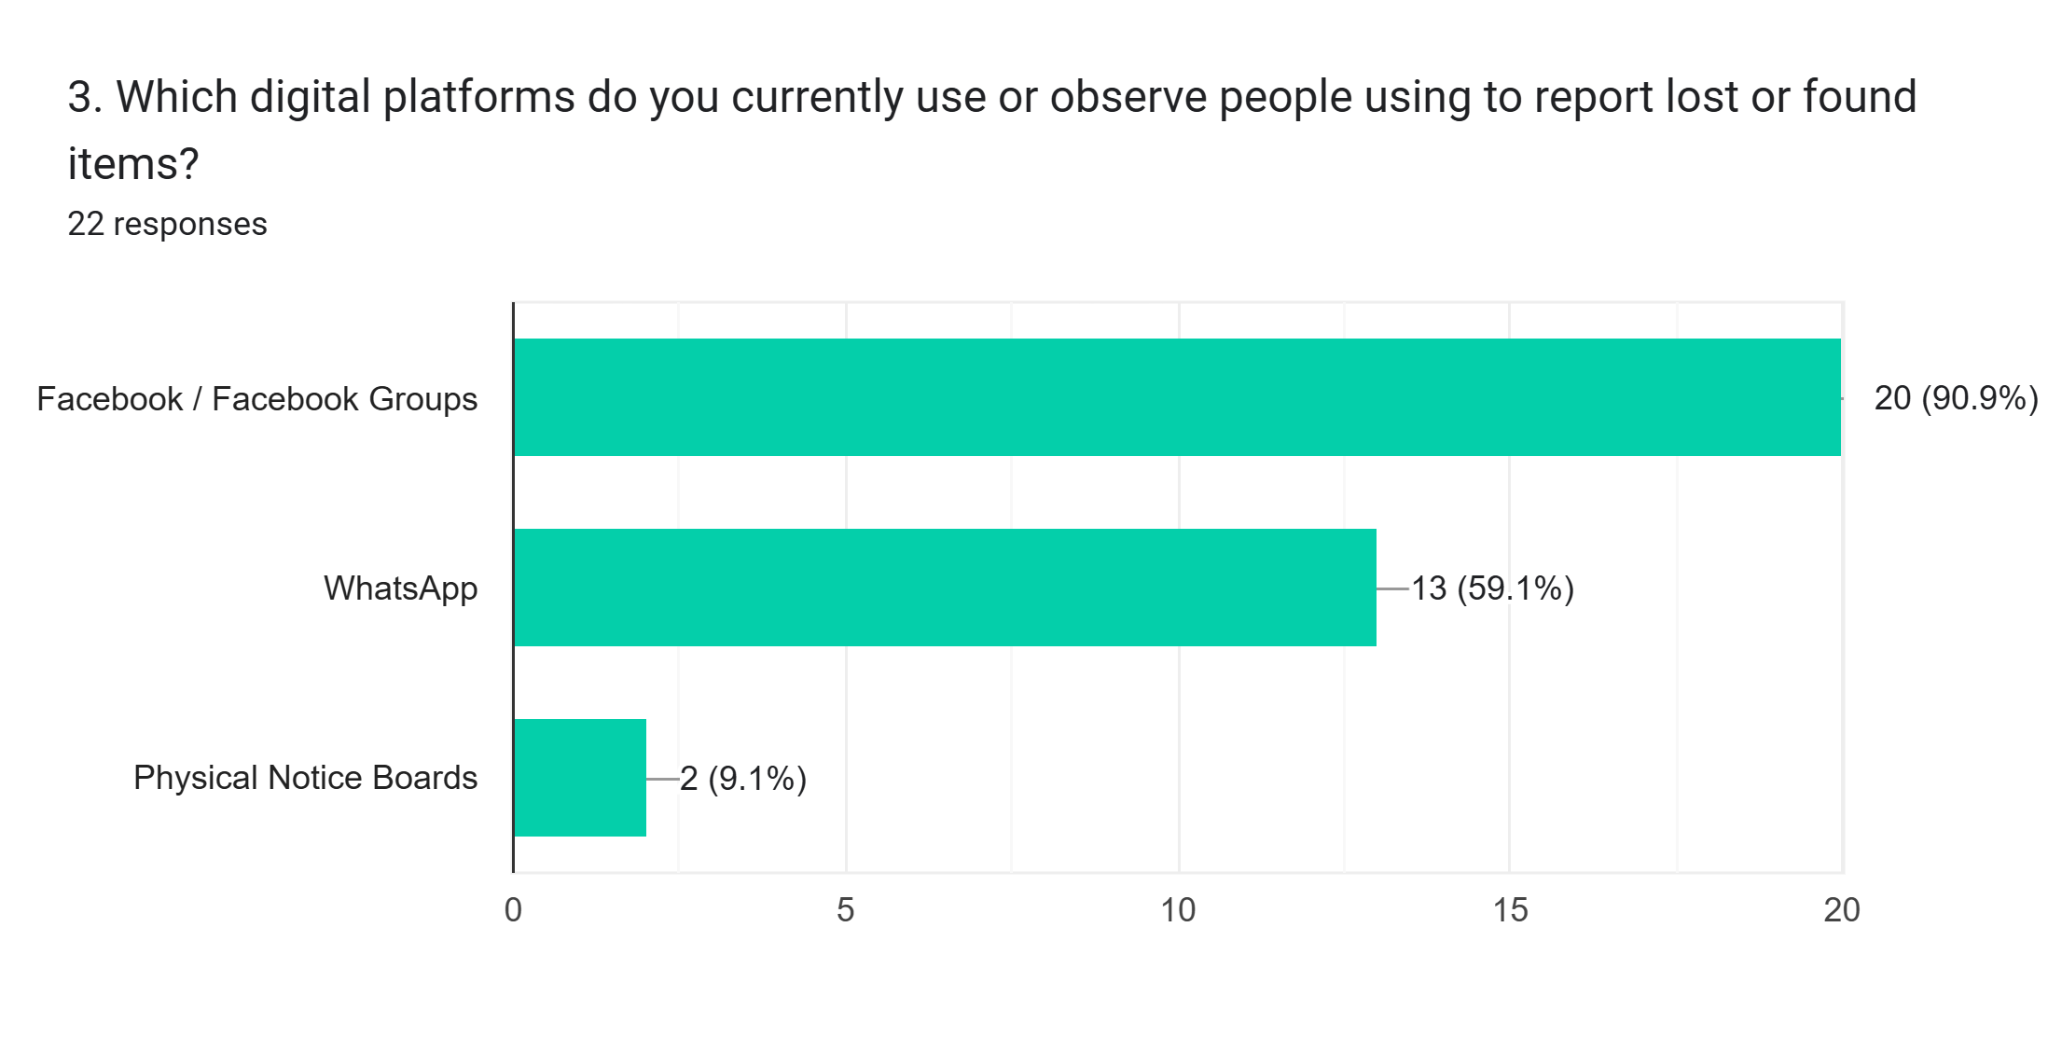 3. Which digital platforms do you currently use or observe people using to report lost or found
items?
22 responses
Facebook / Facebook Groups
20 (90.9%)
WhatsApp
13 (59.1%)
Physical Notice Boards
2 (9.1%)
0
5
10
15
20